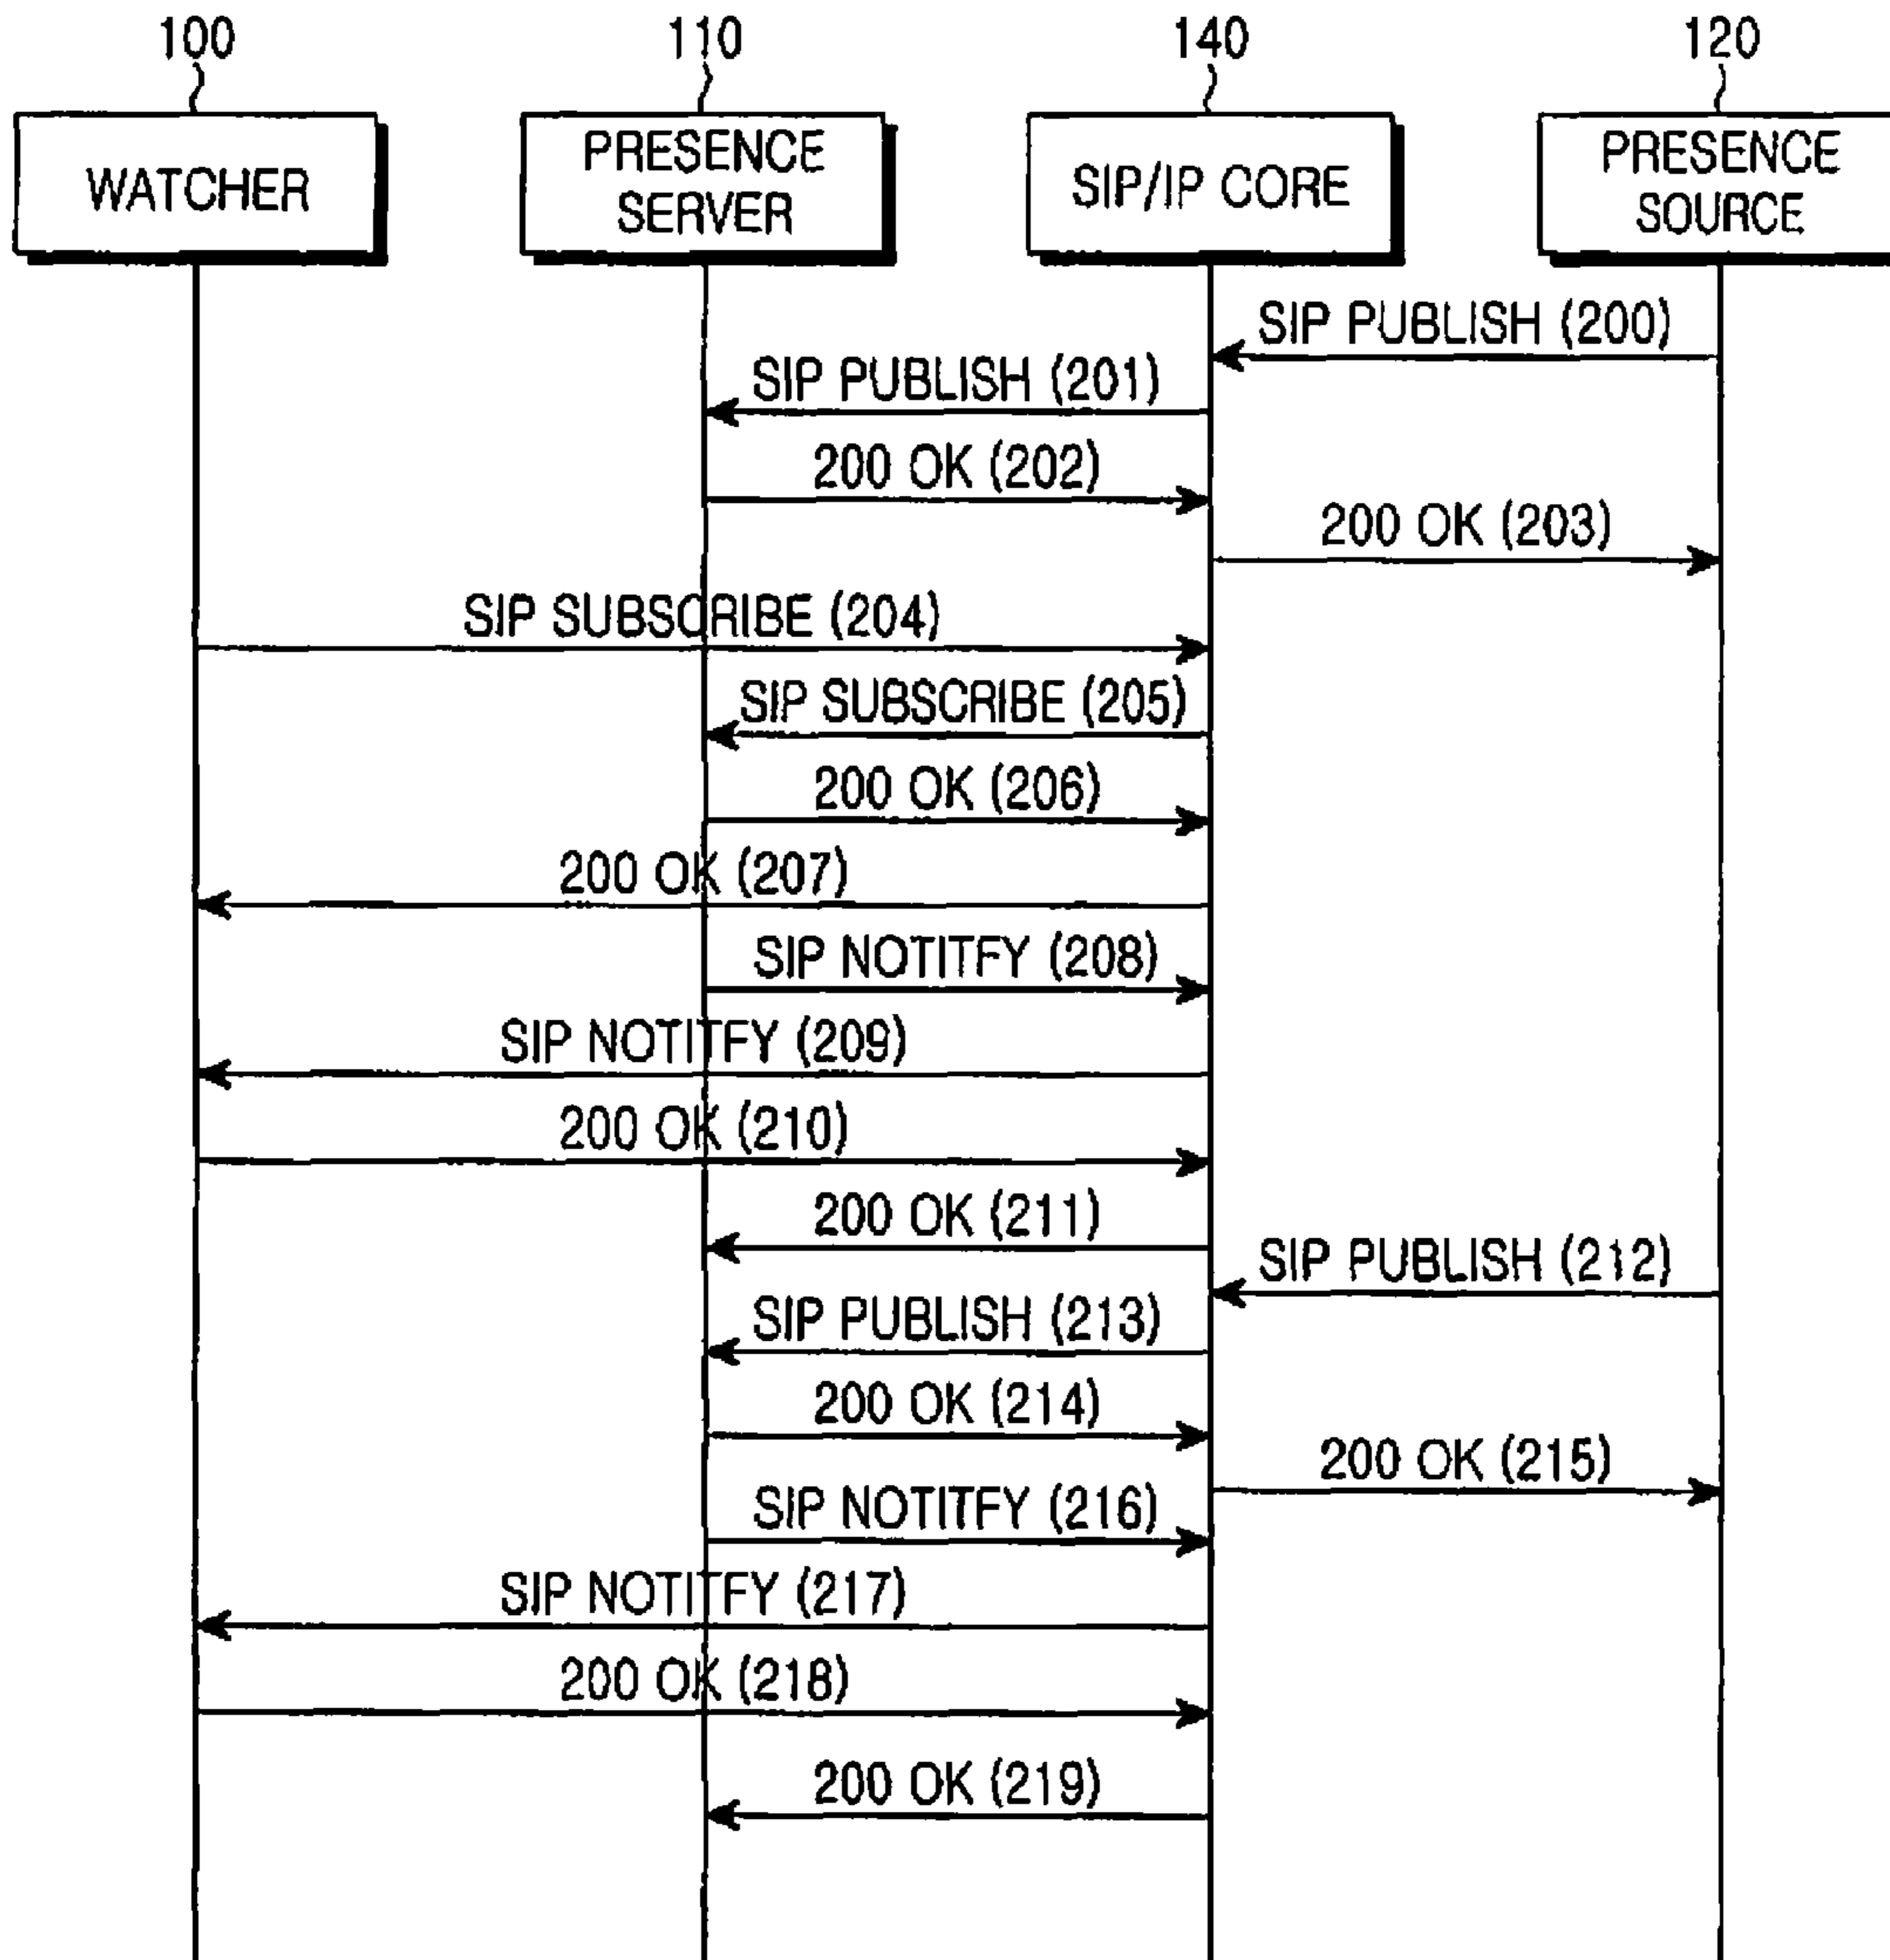 100
110
140
120
WATCHER
PRESENCE
SERVER
SIP/IP CORE
PRESENCE
SOURCE
SIP PUBLISH (200)
SIP PUBLISH (201)
200 OK (202)
200 OK (203)
SIP SUBSCRIBE (204)
SIP SUBSCRIBE (205)
200 OK (206)
200 OK (207)
SIP NOTITFY (208)
SIP NOTITFY (209)
200 OK (210)
200 OK (211)
SIP PUBLISH (212)
SIP PUBLISH (213)
200 OK (214)
200 OK (215)
SIP NOTITFY (216)
SIP NOTITFY (217)
200 OK (218)
200 OK (219)